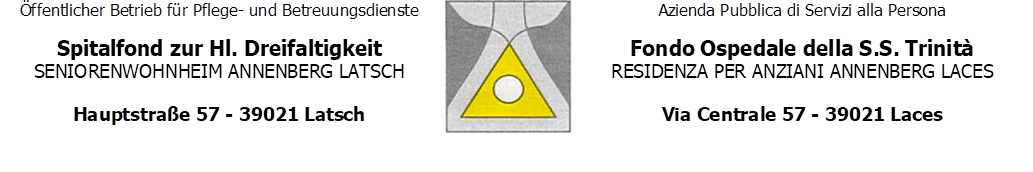 Öffentlicher Betrieb für Pflege- und Betreuungsdienste
Spitalfond zur Hl. Dreifaltigkeit
SENIORENWOHNHEIM ANNENBERG LATSCH
Hauptstraße 57 - 39021 Latsch
Azienda Pubblica di Servizi alla Persona
Fondo Ospedale della S.S. Trinità
RESIDENZA PER ANZIANI ANNENBERG LACES
Via Centrale 57 - 39021 Laces